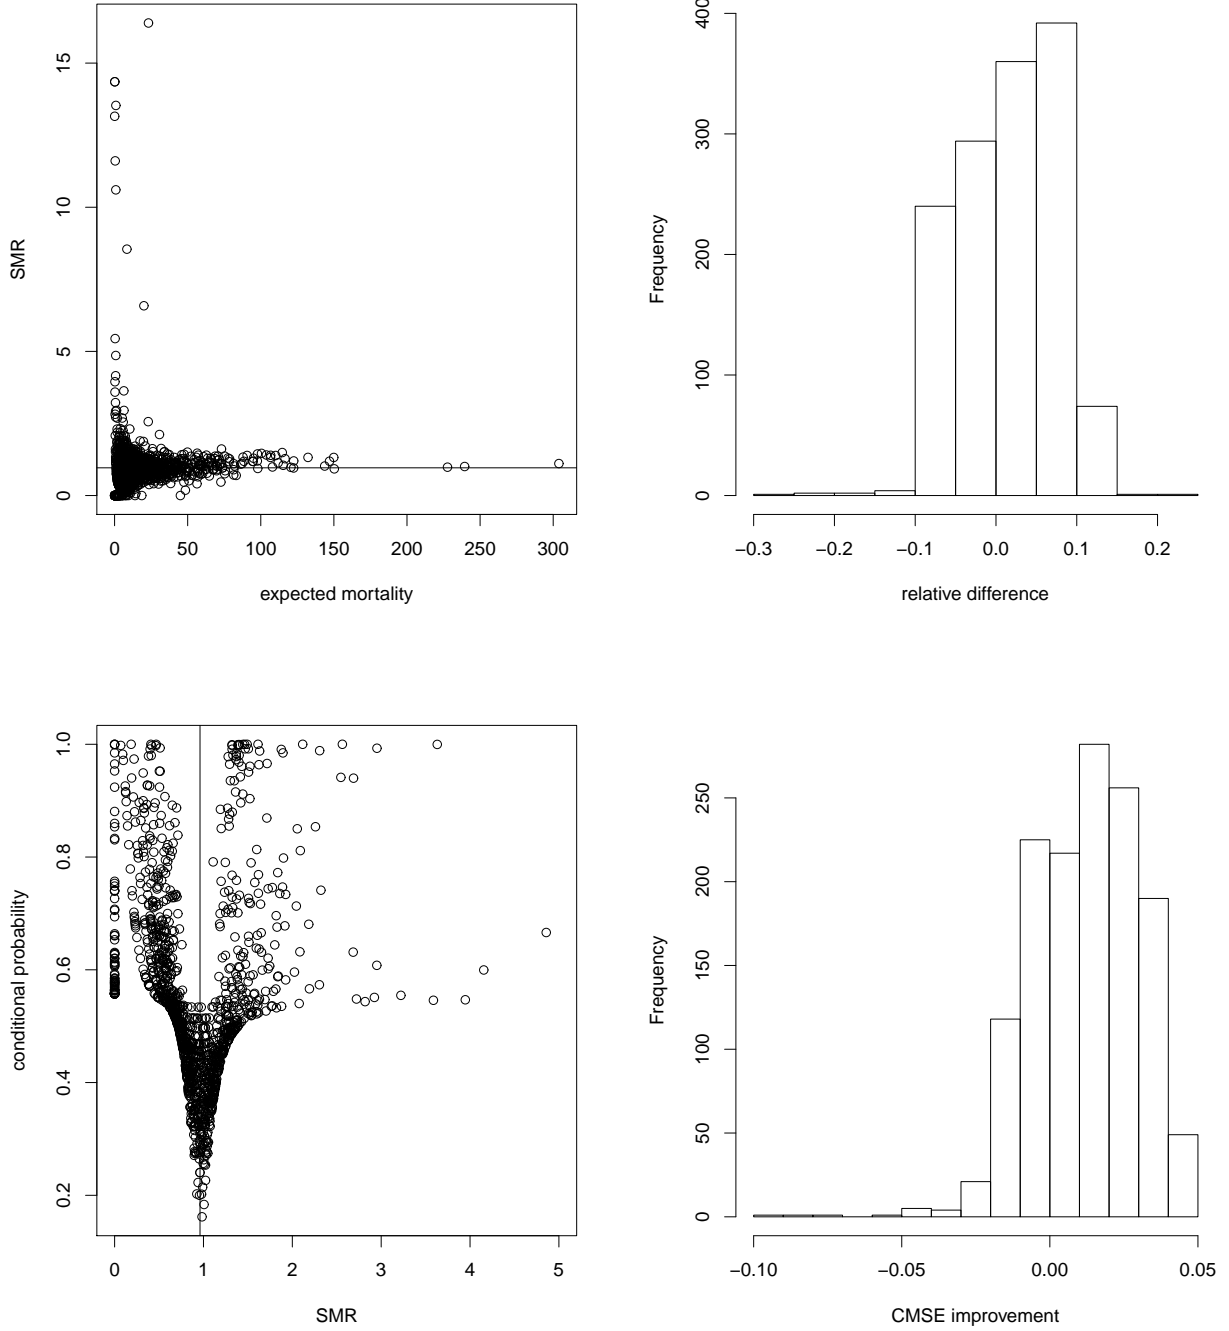 15
10
5
0
SMR
0 50 100 150 200 250 300
expected mortality
400
300
200
100
0
Frequency
−0.3 −0.2 −0.1 0.0 0.1 0.2
relative difference
1.0
0.8
0.6
0.4
0.2
conditional probability
0 1 2 3 4 5
SMR
250
200
150
100
50
0
Frequency
−0.10 −0.05 0.00 0.05
CMSE improvement